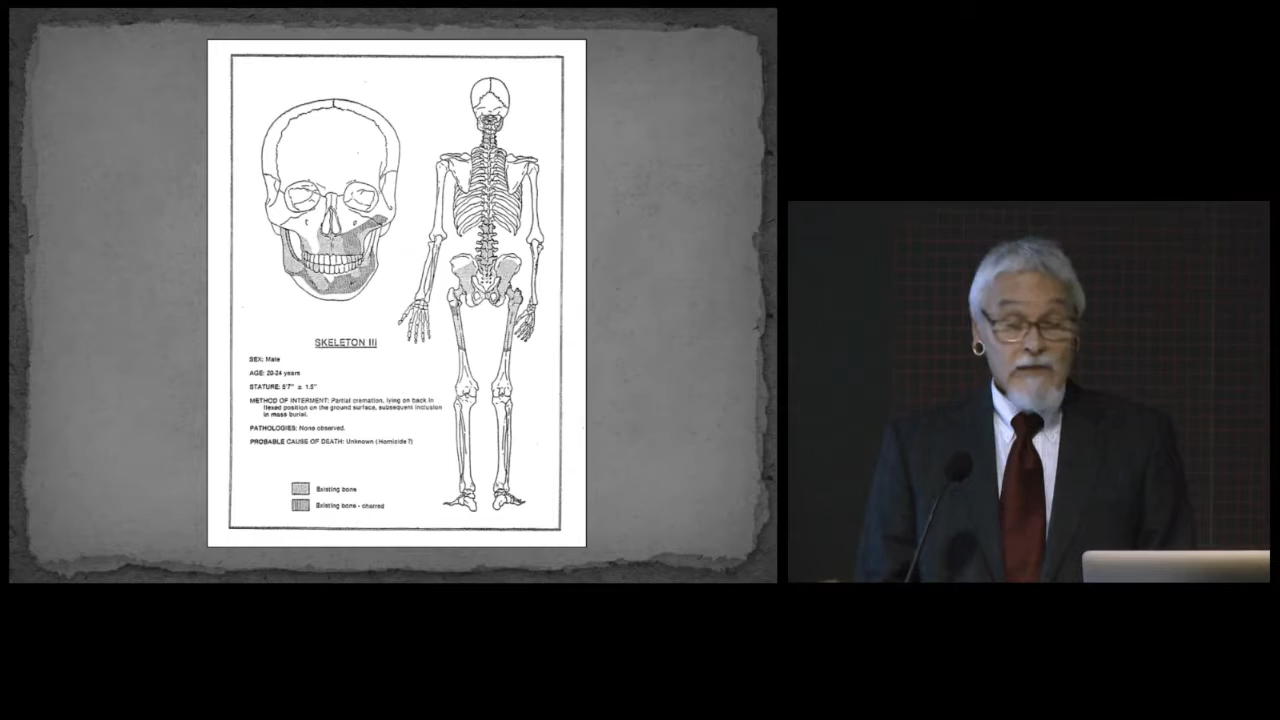 SKELETON III
SEX: Male
AGE: 20-24 years
STATURE: 5'7" ± 1.5"
METHOD OF INTERMENT: Partial cremation, lying on back in
flexed position on the ground surface, subsequent inclusion
in mass burial.
PATHOLOGIES: None observed.
PROBABLE CAUSE OF DEATH: Unknown (Homicide?)
Existing bone
Existing bone - charred